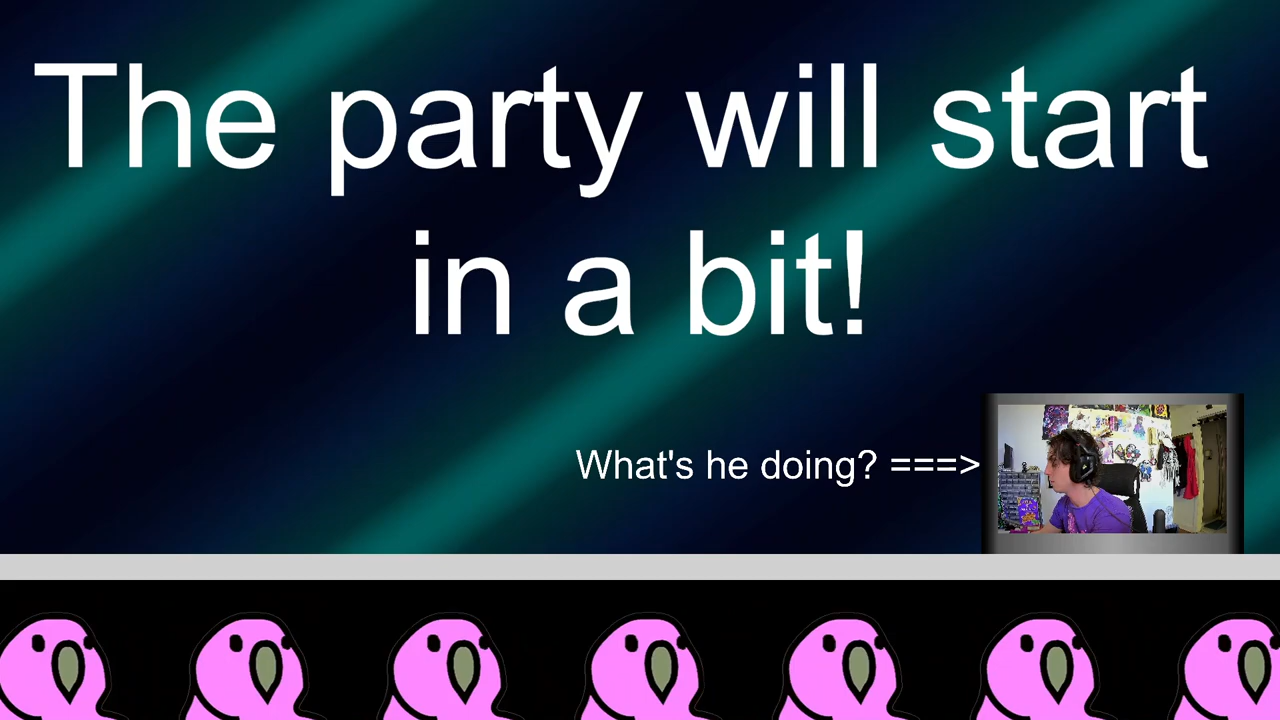 The party will start
in a bit!
What's he doing? ===>